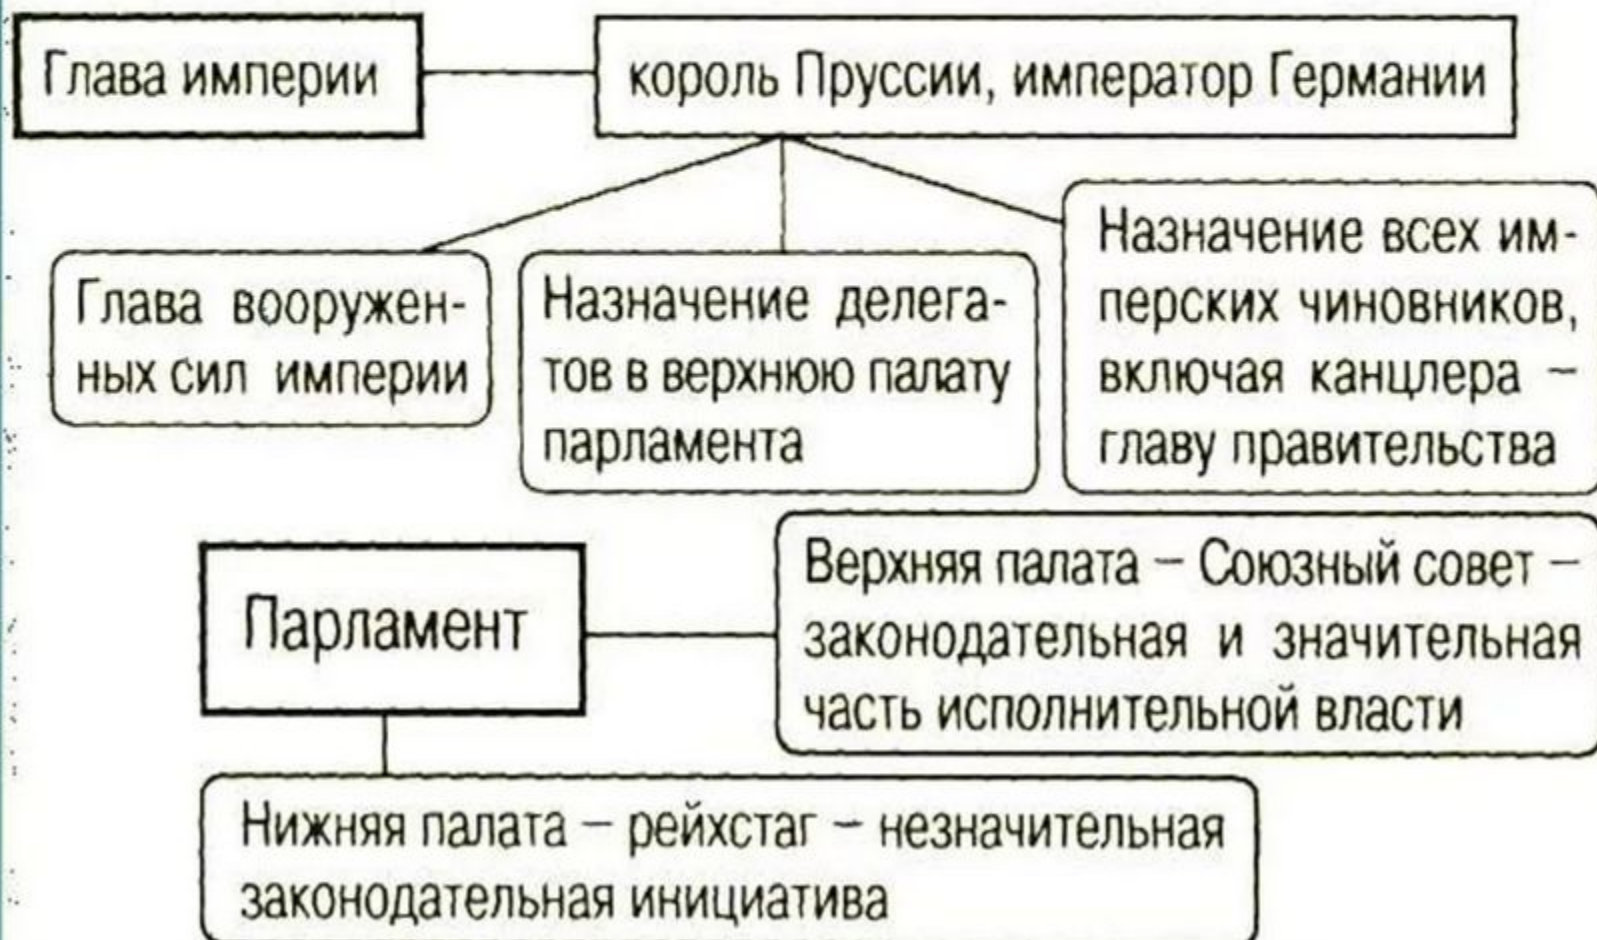 Глава империи
король Пруссии, император Германии
Глава вооружен-
ных сил империи
Назначение делега-
тов в верхнюю палату
парламента
Назначение всех им-
перских чиновников,
включая канцлера –
главу правительства
Парламент
Верхняя палата – Союзный совет –
законодательная и значительная
часть исполнительной власти
Нижняя палата – рейхстаг – незначительная
законодательная инициатива